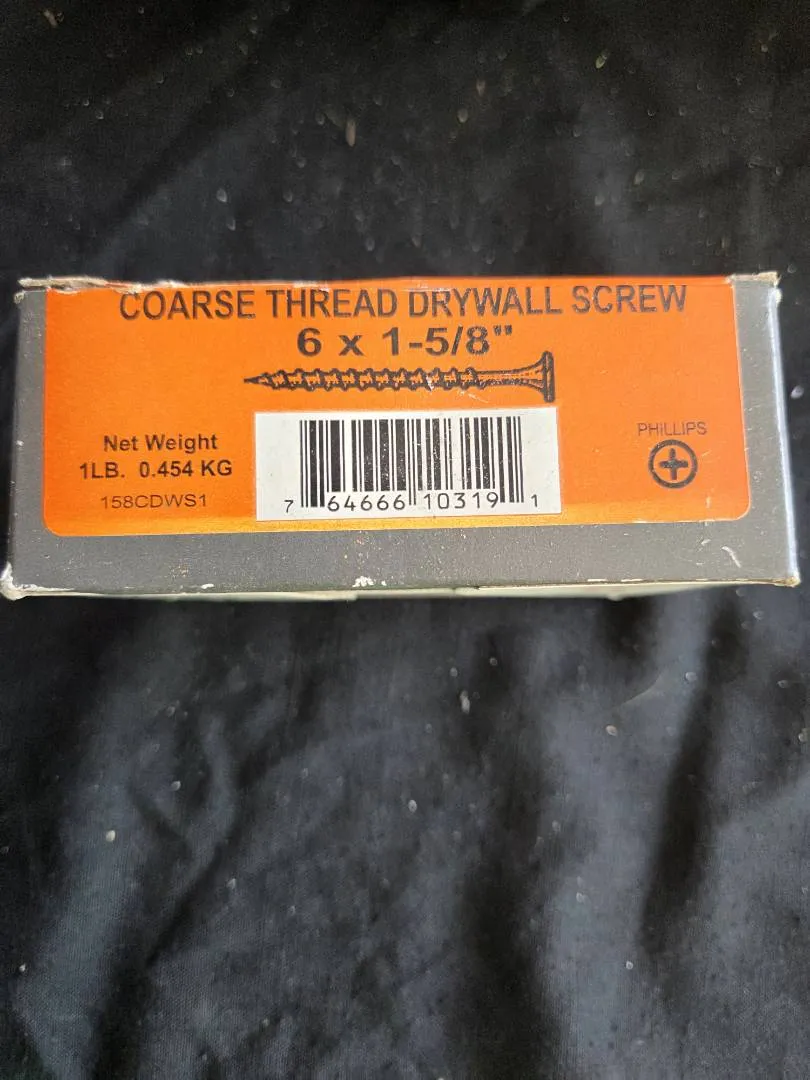 COARSE THREAD DRYWALL SCREW
6 x 1-5/8"
Net Weight
1LB. 0.454 KG
158CDWS1
PHILLIPS
7 64666 10319 1